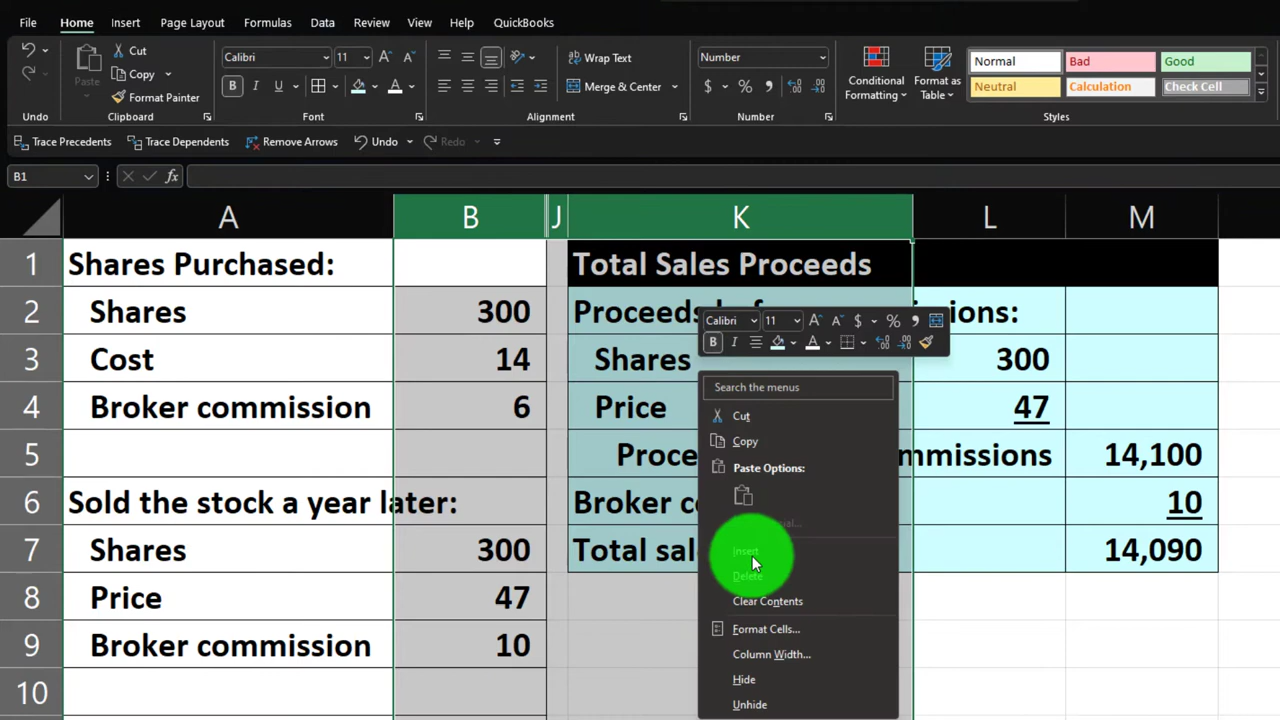 File Home Insert Page Layout Formulas Data Review View Help QuickBooks
Cut
Copy
Paste
Format Painter
Calibri 11
B I U
Wrap Text
Merge & Center
Number
$ % ,
Conditional Formatting
Format as Table
Normal Bad Good
Neutral Calculation Check Cell
Undo Clipboard Font Alignment Number Styles
Trace Precedents Trace Dependents Remove Arrows Undo Redo
B1 fx
A B J K L M
1 Shares Purchased: Total Sales Proceeds
2 Shares 300 Proceeds
3 Cost 14 Shares 300
4 Broker commission 6 Price 47
5 14,100
6 Sold the stock a year later: Broker 10
7 Shares 300 Total 14,090
8 Price 47
9 Broker commission 10
10
Calibri 11 $ % ,
B I A
Search the menus
Cut
Copy
Paste Options:
Insert
Delete
Clear Contents
Format Cells...
Column Width...
Hide
Unhide